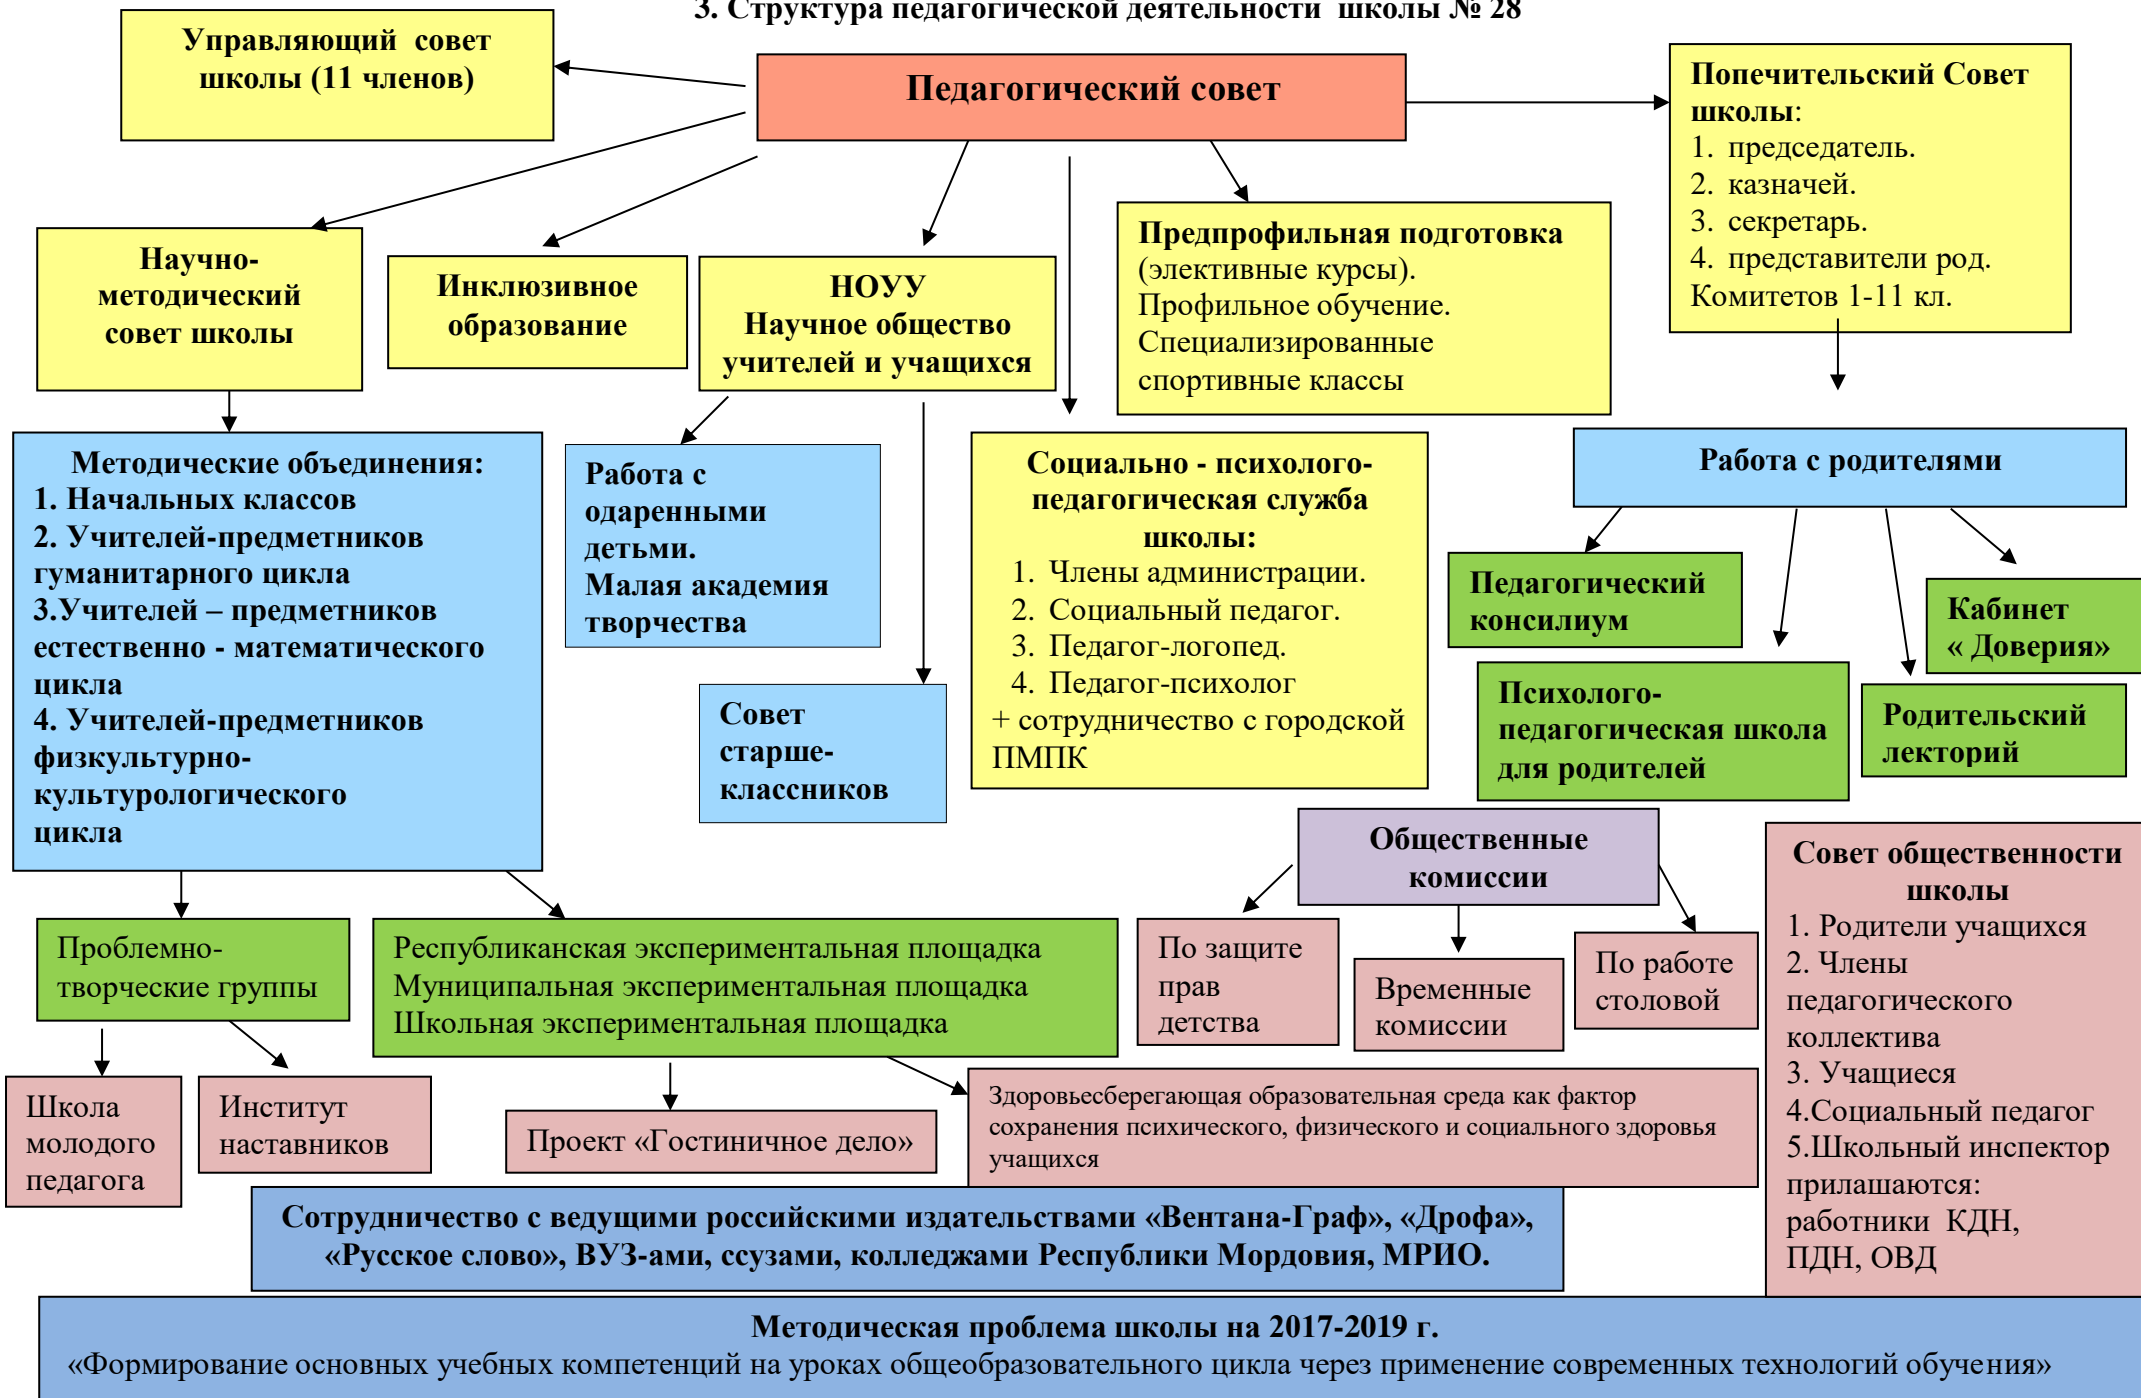 3. Структура педагогической деятельности школы № 28
Управляющий совет
школы (11 членов)
Педагогический совет
Попечительский Совет
школы:
1. председатель.
2. казначей.
3. секретарь.
4. представители род.
Комитетов 1-11 кл.
Научно-
методический
совет школы
Инклюзивное
образование
НОУУ
Научное общество
учителей и учащихся
Предпрофильная подготовка
(элективные курсы).
Профильное обучение.
Специализированные
спортивные классы
Методические объединения:
1. Начальных классов
2. Учителей-предметников
гуманитарного цикла
3.Учителей – предметников
естественно - математического
цикла
4. Учителей-предметников
физкультурно-
культурологического
цикла
Работа с
одаренными
детьми.
Малая академия
творчества
Совет
старше-
классников
Социально - психолого-
педагогическая служба
школы:
1. Члены администрации.
2. Социальный педагог.
3. Педагог-логопед.
4. Педагог-психолог
+ сотрудничество с городской
ПМПК
Работа с родителями
Педагогический
консилиум
Кабинет
« Доверия»
Психолого-
педагогическая школа
для родителей
Родительский
лекторий
Общественные
комиссии
По защите
прав
детства
Временные
комиссии
По работе
столовой
Совет общественности
школы
1. Родители учащихся
2. Члены
педагогического
коллектива
3. Учащиеся
4.Социальный педагог
5.Школьный инспектор
прилашаются:
работники КДН,
ПДН, ОВД
Проблемно-
творческие группы
Республиканская экспериментальная площадка
Муниципальная экспериментальная площадка
Школьная экспериментальная площадка
Школа
молодого
педагога
Институт
наставников
Проект «Гостиничное дело»
Здоровьесберегающая образовательная среда как фактор
сохранения психического, физического и социального здоровья
учащихся
Сотрудничество с ведущими российскими издательствами «Вентана-Граф», «Дрофа»,
«Русское слово», ВУЗ-ами, ссузами, колледжами Республики Мордовия, МРИО.
Методическая проблема школы на 2017-2019 г.
«Формирование основных учебных компетенций на уроках общеобразовательного цикла через применение современных технологий обучения»